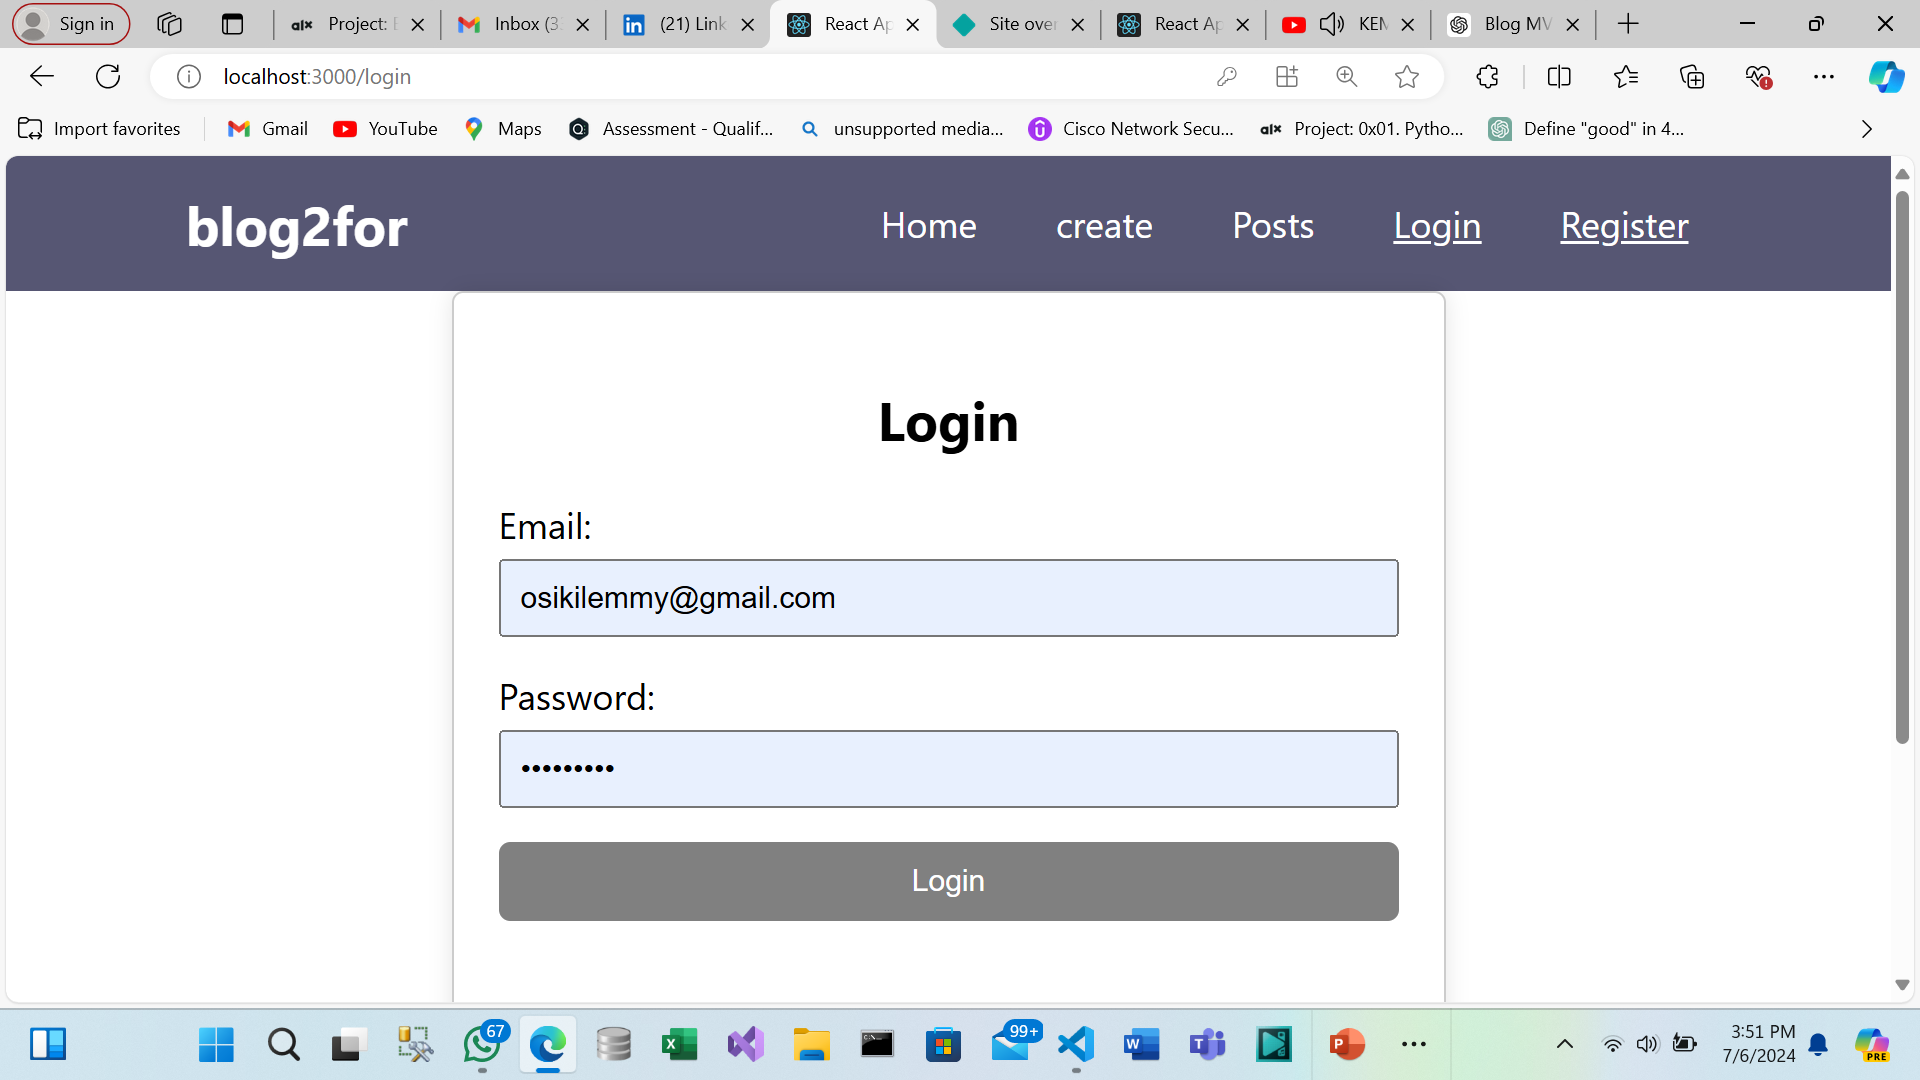 Sign in
Project: E
Inbox (3
(21) Link
React Ap
Site over
React Ap
KEM
Blog MV
localhost:3000/login
Import favorites
Gmail
YouTube
Maps
Assessment - Qualif...
unsupported media...
Cisco Network Secu...
alx
Project: 0x01. Pytho...
Define "good" in 4...
blog2for
Home
create
Posts
Login
Register
Login
Email:
osikilemmy@gmail.com
Password:
•••••••••
Login
67
99+
3:51 PM
7/6/2024
PRE